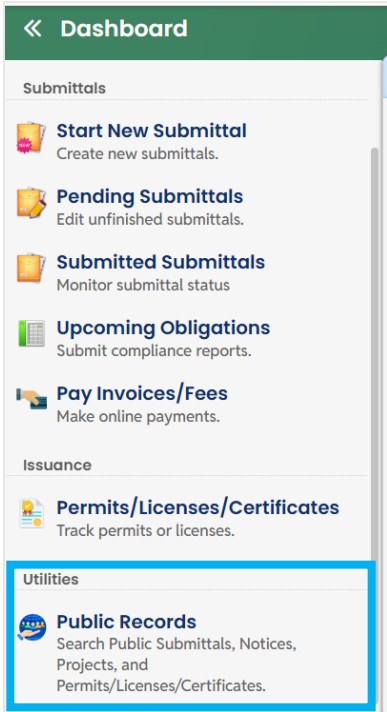 « Dashboard
Submittals
Start New Submittal
Create new submittals.
NEW
Pending Submittals
Edit unfinished submittals.
Submitted Submittals
Monitor submittal status
Upcoming Obligations
Submit compliance reports.
Pay Invoices/Fees
Make online payments.
Issuance
Permits/Licenses/Certificates
Track permits or licenses.
Utilities
Public Records
Search Public Submittals, Notices,
Projects, and
Permits/Licenses/Certificates.